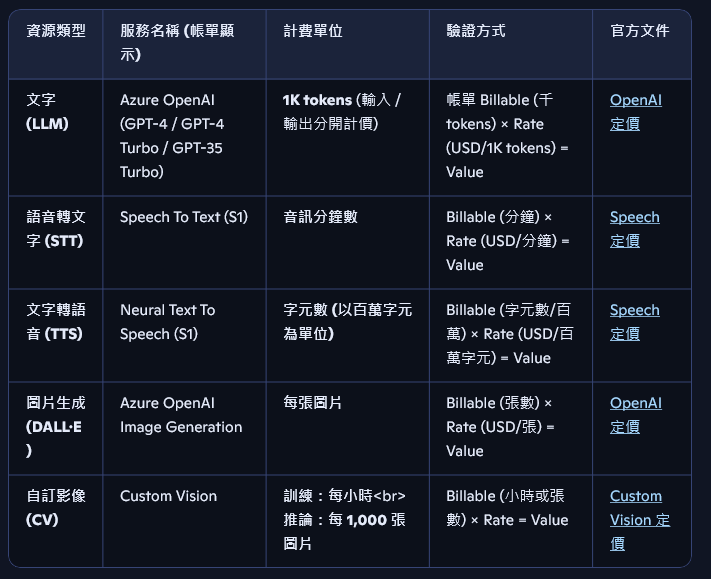 資源類型
服務名稱 (帳單顯
示)
計費單位
驗證方式
官方文件
文字
(LLM)
Azure OpenAI
(GPT-4 / GPT-4
Turbo / GPT-35
Turbo)
1K tokens (輸入 /
輸出分開計價)
帳單 Billable (千
tokens) × Rate
(USD/1K tokens) =
Value
OpenAI
定價
語音轉文
字 (STT)
Speech To Text (S1)
音訊分鐘數
Billable (分鐘) ×
Rate (USD/分鐘) =
Value
Speech
定價
文字轉語
音 (TTS)
Neural Text To
Speech (S1)
字元數 (以百萬字元
為單位)
Billable (字元數/百
萬) × Rate (USD/百
萬字元) = Value
Speech
定價
圖片生成
(DALL·E
)
Azure OpenAI
Image Generation
每張圖片
Billable (張數) ×
Rate (USD/張) =
Value
OpenAI
定價
自訂影像
(CV)
Custom Vision
訓練：每小時<br>
推論：每 1,000 張
圖片
Billable (小時或張
數) × Rate = Value
Custom
Vision 定
價